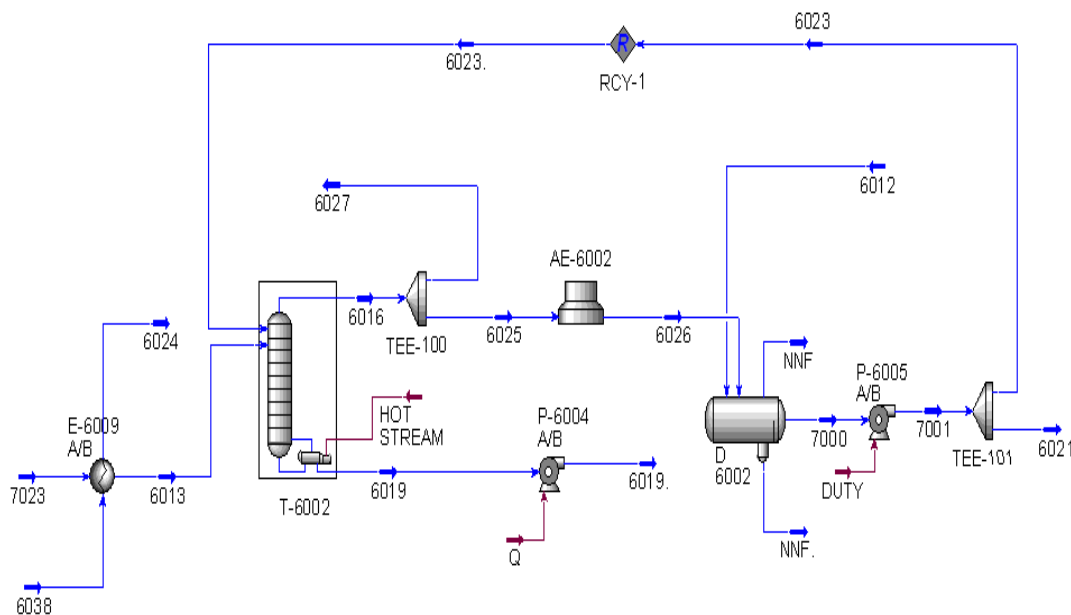 6023
6023.
R
RCY-1
6012
6027
AE-6002
6016
6025
6026
6024
TEE-100
NNF
E-6009
A/B
HOT
STREAM
P-6004
A/B
P-6005
A/B
7023
6013
6019
6019.
D
6002
7000
7001
TEE-101
6021
T-6002
DUTY
Q
NNF.
6038